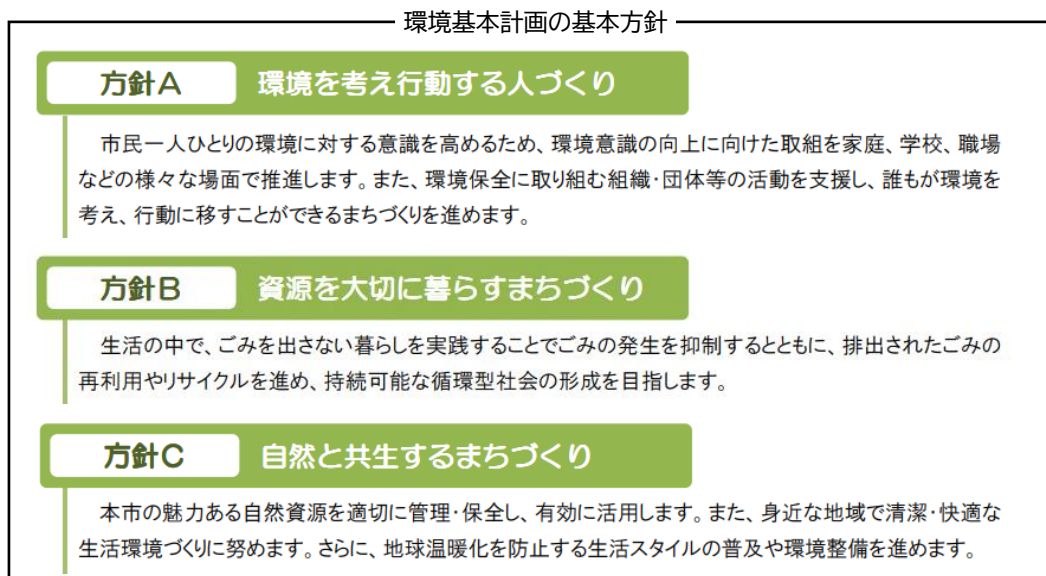 環境基本計画の基本方針
方針A 環境を考え行動する人づくり
市民一人ひとりの環境に対する意識を高めるため、環境意識の向上に向けた取組を家庭、学校、職場
などの様々な場面で推進します。また、環境保全に取り組む組織・団体等の活動を支援し、誰もが環境を
考え、行動に移すことができるまちづくりを進めます。
方針B 資源を大切に暮らすまちづくり
生活の中で、ごみを出さない暮らしを実践することでごみの発生を抑制するとともに、排出されたごみの
再利用やリサイクルを進め、持続可能な循環型社会の形成を目指します。
方針C 自然と共生するまちづくり
本市の魅力ある自然資源を適切に管理・保全し、有効に活用します。また、身近な地域で清潔・快適な
生活環境づくりに努めます。さらに、地球温暖化を防止する生活スタイルの普及や環境整備を進めます。